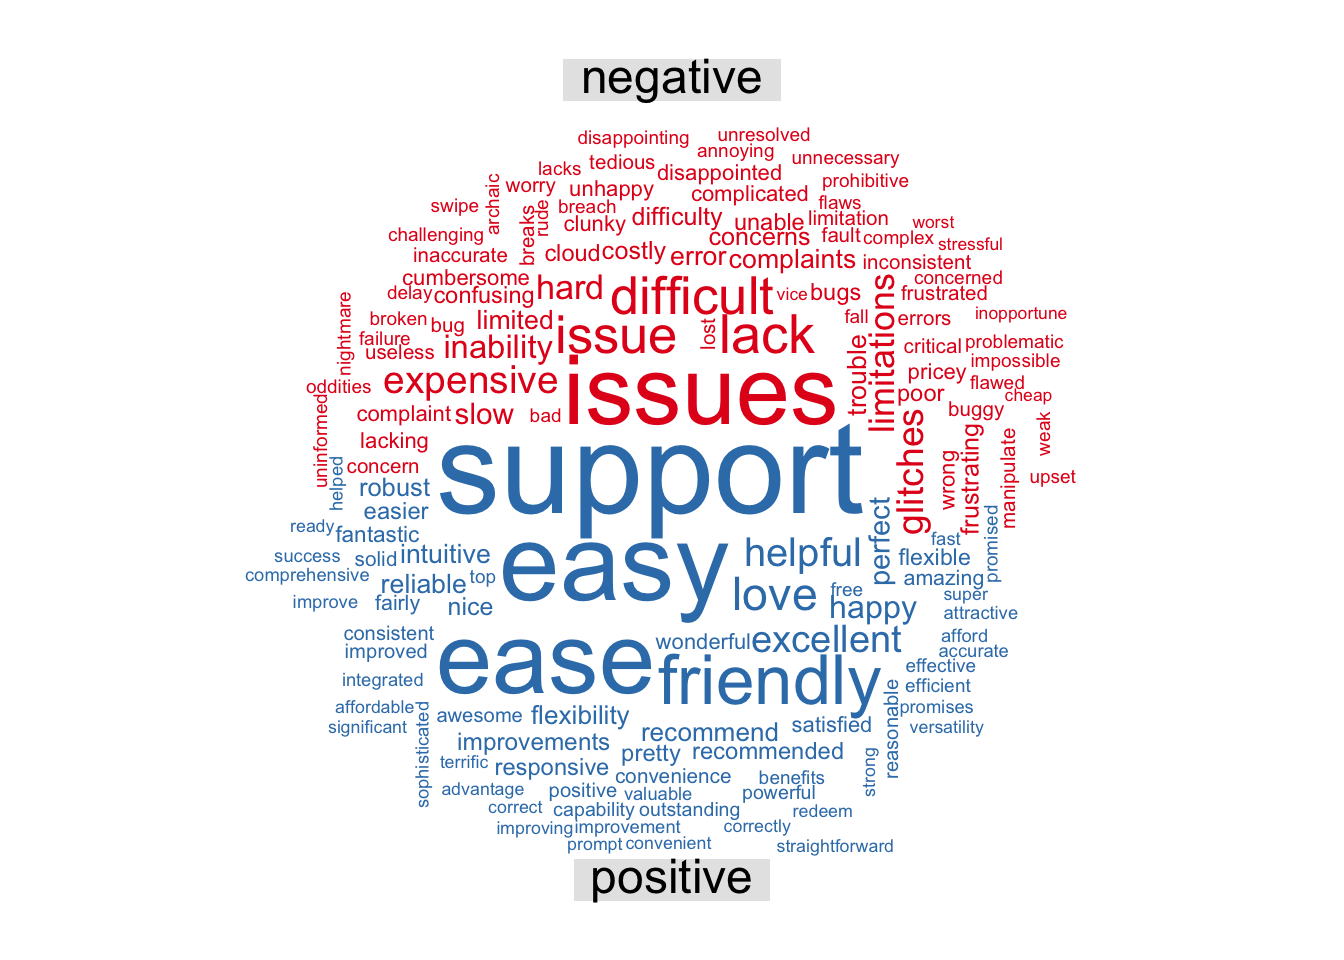 negative
disappointing unresolved
annoying
lacks tedious unnecessary
disappointed
archaic worry unhappy complicated prohibitive
swipe rude breach flaws
breaks clunky difficulty unable limitation worst
challenging concerns fault complex stressful
inaccurate cloud costly error complaints inconsistent
cumbersome hard difficult limitations concerned
delay confusing vice bugs frustrated
nightmare broken bug limited issue lost lack fall errors inopportune
failure useless inability trouble critical problematic
impossible
oddities expensive issues pricey flawed
poor cheap
uninformed complaint slow bad glitches buggy
lacking wrong frustrating manipulate weak
concern upset
helped support
robust perfect
easier promised
ready fantastic fast
success solid intuitive easy helpful flexible
comprehensive reliable top amazing
improve fairly nice love free happy super
attractive
consistent ease wonderful excellent afford
improved accurate
integrated friendly effective
efficient
affordable awesome flexibility satisfied reasonable promises
significant sophisticated recommend versatility
improvements pretty recommended
terrific responsive convenience benefits strong
advantage positive valuable powerful
correct capability outstanding redeem
improving improvement correctly
prompt convenient straightforward
positive